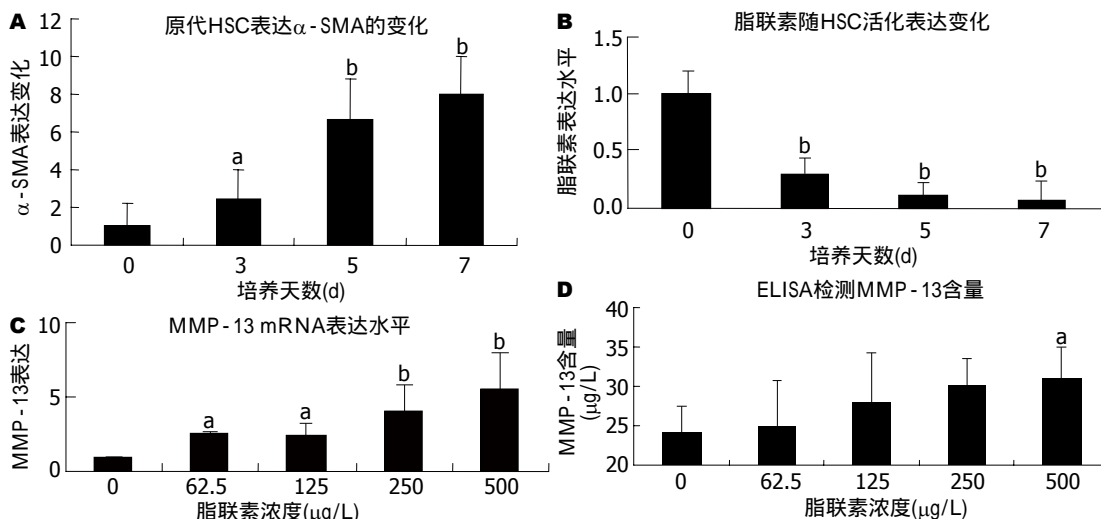 A
原代HSC表达α-SMA的变化
α-SMA表达变化
12
10
8
6
4
2
0
a
b
b
0 3 5 7
培养天数(d)
B
脂联素随HSC活化表达变化
脂联素表达水平
1.5
1.0
0.5
0.0
b
b
b
0 3 5 7
培养天数(d)
C
MMP-13 mRNA表达水平
MMP-13表达
10
5
0
a
a
b
b
0 62.5 125 250 500
脂联素浓度(μg/L)
D
ELISA检测MMP-13含量
MMP-13含量
(μg/L)
40
35
30
25
20
a
0 62.5 125 250 500
脂联素浓度(μg/L)